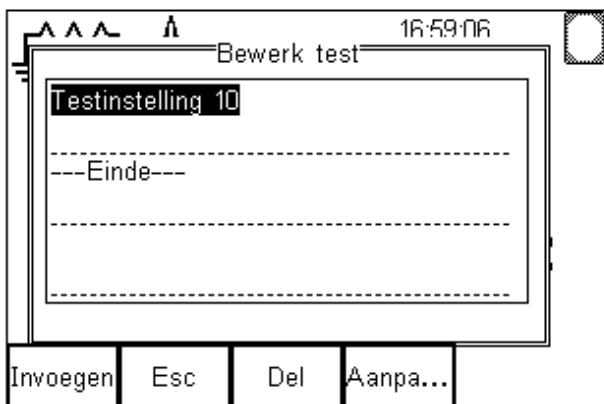 16:59:06
Bewerk test
Testinstelling 10
---Einde---
Invoegen Esc Del Aanpa...